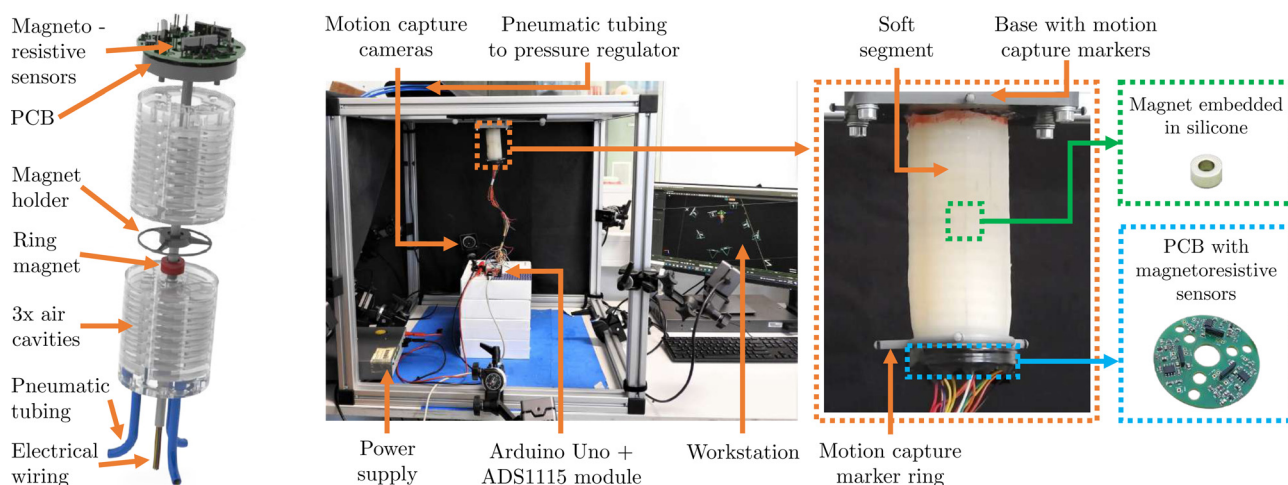 Magneto -
resistive
sensors
PCB
Magnet
holder
Ring
magnet
3x air
cavities
Pneumatic
tubing
Electrical
wiring
Motion capture
cameras
Pneumatic tubing
to pressure regulator
Power
supply
Arduino Uno +
ADS1115 module
Workstation
Soft
segment
Base with motion
capture markers
Motion capture
marker ring
Magnet embedded
in silicone
PCB with
magnetoresistive
sensors